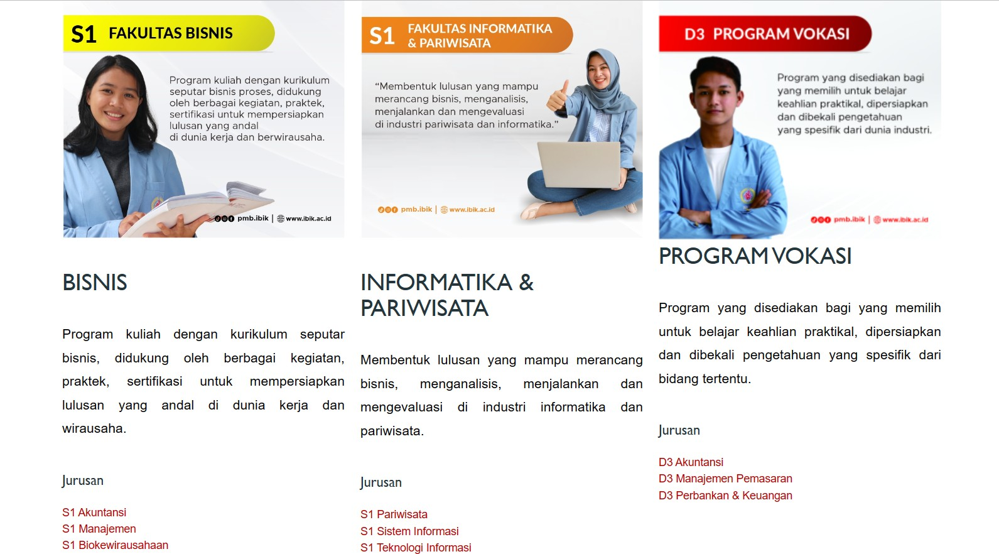 S1 FAKULTAS BISNIS
Program kuliah dengan kurikulum
seputar bisnis proses, didukung
oleh berbagai kegiatan, praktek,
sertifikasi untuk mempersiapkan
lulusan yang andal
di dunia kerja dan berwirausaha.
pmb.ibik | www.ibik.ac.id
BISNIS
Program kuliah dengan kurikulum seputar
bisnis, didukung oleh berbagai kegiatan,
praktek, sertifikasi untuk mempersiapkan
lulusan yang andal di dunia kerja dan
wirausaha.
Jurusan
S1 Akuntansi
S1 Manajemen
S1 Biokewirausahaan
S1 FAKULTAS INFORMATIKA
& PARIWISATA
“Membentuk lulusan yang mampu
merancang bisnis, menganalisis,
menjalankan dan mengevaluasi
di industri pariwisata dan informatika.”
pmb.ibik | www.ibik.ac.id
INFORMATIKA &
PARIWISATA
Membentuk lulusan yang mampu merancang
bisnis, menganalisis, menjalankan dan
mengevaluasi di industri informatika dan
pariwisata.
Jurusan
S1 Pariwisata
S1 Sistem Informasi
S1 Teknologi Informasi
D3 PROGRAM VOKASI
Program yang disediakan bagi
yang memilih untuk belajar
keahlian praktikal, dipersiapkan
dan dibekali pengetahuan
yang spesifik dari dunia industri.
pmb.ibik | www.ibik.ac.id
PROGRAM VOKASI
Program yang disediakan bagi yang memilih
untuk belajar keahlian praktikal, dipersiapkan
dan dibekali pengetahuan yang spesifik dari
bidang tertentu.
Jurusan
D3 Akuntansi
D3 Manajemen Pemasaran
D3 Perbankan & Keuangan